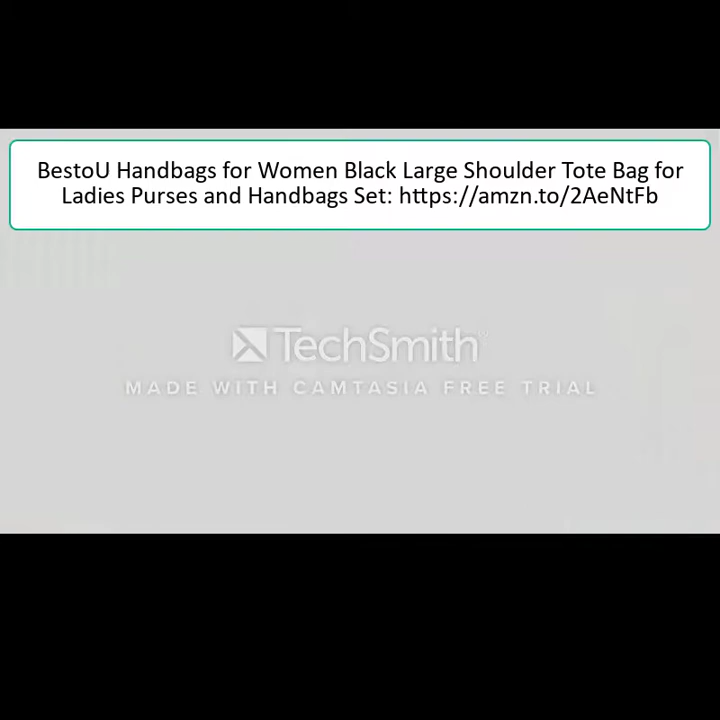 BestoU Handbags for Women Black Large Shoulder Tote Bag for
Ladies Purses and Handbags Set: https://amzn.to/2AeNtFb
TechSmith
MADE WITH CAMTASIA FREE TRIAL